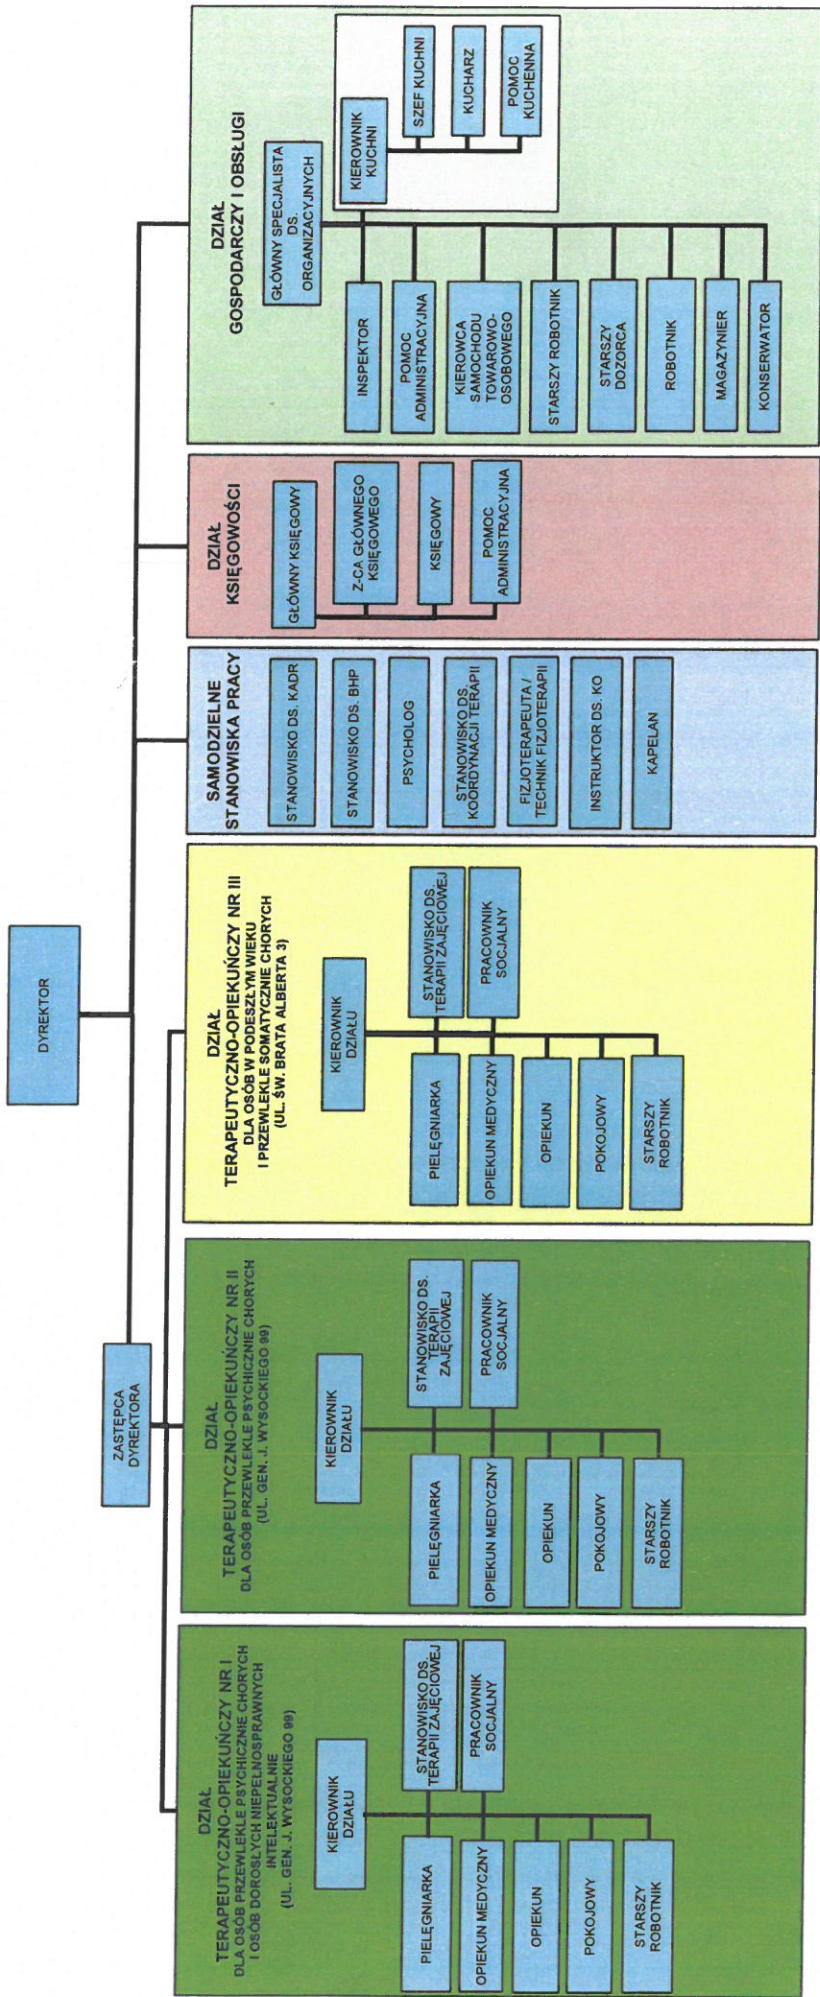 DYREKTOR
ZASTĘPCA
DYREKTORA
DZIAŁ
TERAPEUTYCZNO-OPIEKUŃCZY NR I
DLA OSÓB PRZEWLEKLE PSYCHICZNIE CHORYCH
I OSÓB DOROSŁYCH NIEPEŁNOSPRAWNYCH
INTELEKTUALNIE
(UL. GEN. J. WYSOCKIEGO 99)
KIEROWNIK
DZIAŁU
PIELĘGNIARKA
OPIEKUN MEDYCZNY
OPIEKUN
POKOJOWY
STARSZY
ROBOTNIK
STANOWISKO DS.
TERAPII ZAJĘCIOWEJ
PRACOWNIK
SOCJALNY
DZIAŁ
TERAPEUTYCZNO-OPIEKUŃCZY NR II
DLA OSÓB PRZEWLEKLE PSYCHICZNIE CHORYCH
(UL. GEN. J. WYSOCKIEGO 99)
KIEROWNIK
DZIAŁU
PIELĘGNIARKA
OPIEKUN MEDYCZNY
OPIEKUN
POKOJOWY
STARSZY
ROBOTNIK
STANOWISKO DS.
TERAPII
ZAJĘCIOWEJ
PRACOWNIK
SOCJALNY
DZIAŁ
TERAPEUTYCZNO-OPIEKUŃCZY NR III
DLA OSÓB W PODESZŁYM WIEKU
I PRZEWLEKLE SOMATYCZNIE CHORYCH
(UL. ŚW. BRATA ALBERTA 3)
KIEROWNIK
DZIAŁU
PIELĘGNIARKA
OPIEKUN MEDYCZNY
OPIEKUN
POKOJOWY
STARSZY
ROBOTNIK
STANOWISKO DS.
TERAPII ZAJĘCIOWEJ
PRACOWNIK
SOCJALNY
SAMODZIELNE
STANOWISKA PRACY
STANOWISKO DS. KADR
STANOWISKO DS. BHP
PSYCHOLOG
STANOWISKO DS.
KOORDYNACJI TERAPII
FIZJOTERAPEUTA /
TECHNIK FIZJOTERAPII
INSTRUKTOR DS. KO
KAPELAN
DZIAŁ
KSIĘGOWOŚCI
GŁÓWNY KSIĘGOWY
Z-CA GŁÓWNEGO
KSIĘGOWEGO
KSIĘGOWY
POMOC
ADMINISTRACYJNA
DZIAŁ
GOSPODARCZY I OBSŁUGI
GŁÓWNY SPECJALISTA
DS.
ORGANIZACYJNYCH
INSPEKTOR
POMOC
ADMINISTRACYJNA
KIEROWCA
SAMOCHODU
TOWAROWO-
OSOBOWEGO
STARSZY ROBOTNIK
STARSZY
DOZORCA
ROBOTNIK
MAGAZYNIER
KONSERWATOR
KIEROWNIK
KUCHNI
SZEF KUCHNI
KUCHARZ
POMOC
KUCHENNA